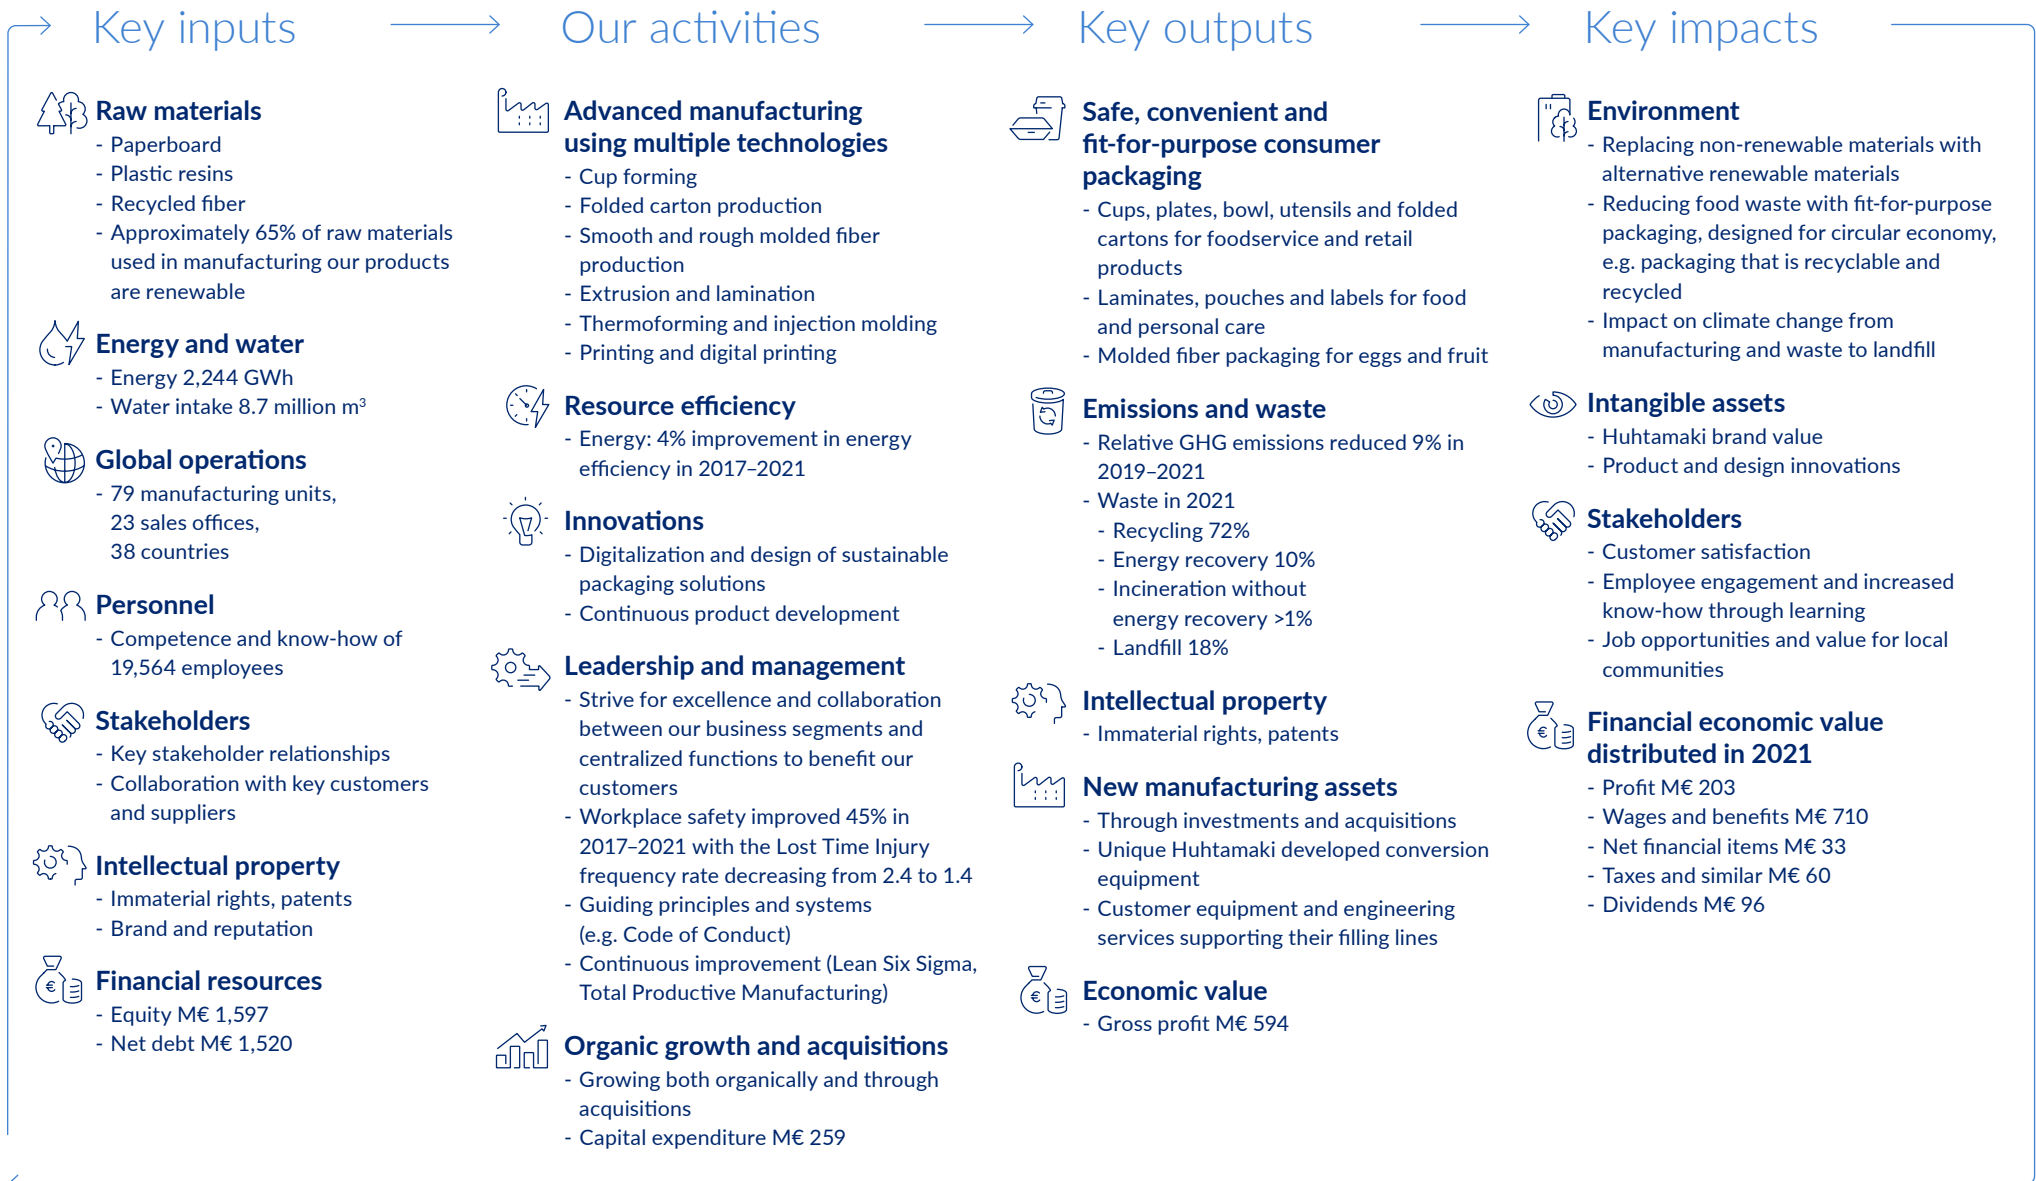 Key inputs
Raw materials
- Paperboard
- Plastic resins
- Recycled fiber
- Approximately 65% of raw materials
used in manufacturing our products
are renewable
Energy and water
- Energy 2,244 GWh
- Water intake 8.7 million m³
Global operations
- 79 manufacturing units,
23 sales offices,
38 countries
Personnel
- Competence and know-how of
19,564 employees
Stakeholders
- Key stakeholder relationships
- Collaboration with key customers
and suppliers
Intellectual property
- Immaterial rights, patents
- Brand and reputation
Financial resources
- Equity M€ 1,597
- Net debt M€ 1,520
Our activities
Advanced manufacturing
using multiple technologies
- Cup forming
- Folded carton production
- Smooth and rough molded fiber
production
- Extrusion and lamination
- Thermoforming and injection molding
- Printing and digital printing
Resource efficiency
- Energy: 4% improvement in energy
efficiency in 2017–2021
Innovations
- Digitalization and design of sustainable
packaging solutions
- Continuous product development
Leadership and management
- Strive for excellence and collaboration
between our business segments and
centralized functions to benefit our
customers
- Workplace safety improved 45% in
2017–2021 with the Lost Time Injury
frequency rate decreasing from 2.4 to 1.4
- Guiding principles and systems
(e.g. Code of Conduct)
- Continuous improvement (Lean Six Sigma,
Total Productive Manufacturing)
Organic growth and acquisitions
- Growing both organically and through
acquisitions
- Capital expenditure M€ 259
Key outputs
Safe, convenient and
fit-for-purpose consumer
packaging
- Cups, plates, bowl, utensils and folded
cartons for foodservice and retail
products
- Laminates, pouches and labels for food
and personal care
- Molded fiber packaging for eggs and fruit
Emissions and waste
- Relative GHG emissions reduced 9% in
2019–2021
- Waste in 2021
- Recycling 72%
- Energy recovery 10%
- Incineration without
energy recovery >1%
- Landfill 18%
Intellectual property
- Immaterial rights, patents
New manufacturing assets
- Through investments and acquisitions
- Unique Huhtamaki developed conversion
equipment
- Customer equipment and engineering
services supporting their filling lines
Economic value
- Gross profit M€ 594
Key impacts
Environment
- Replacing non-renewable materials with
alternative renewable materials
- Reducing food waste with fit-for-purpose
packaging, designed for circular economy,
e.g. packaging that is recyclable and
recycled
- Impact on climate change from
manufacturing and waste to landfill
Intangible assets
- Huhtamaki brand value
- Product and design innovations
Stakeholders
- Customer satisfaction
- Employee engagement and increased
know-how through learning
- Job opportunities and value for local
communities
Financial economic value
distributed in 2021
- Profit M€ 203
- Wages and benefits M€ 710
- Net financial items M€ 33
- Taxes and similar M€ 60
- Dividends M€ 96